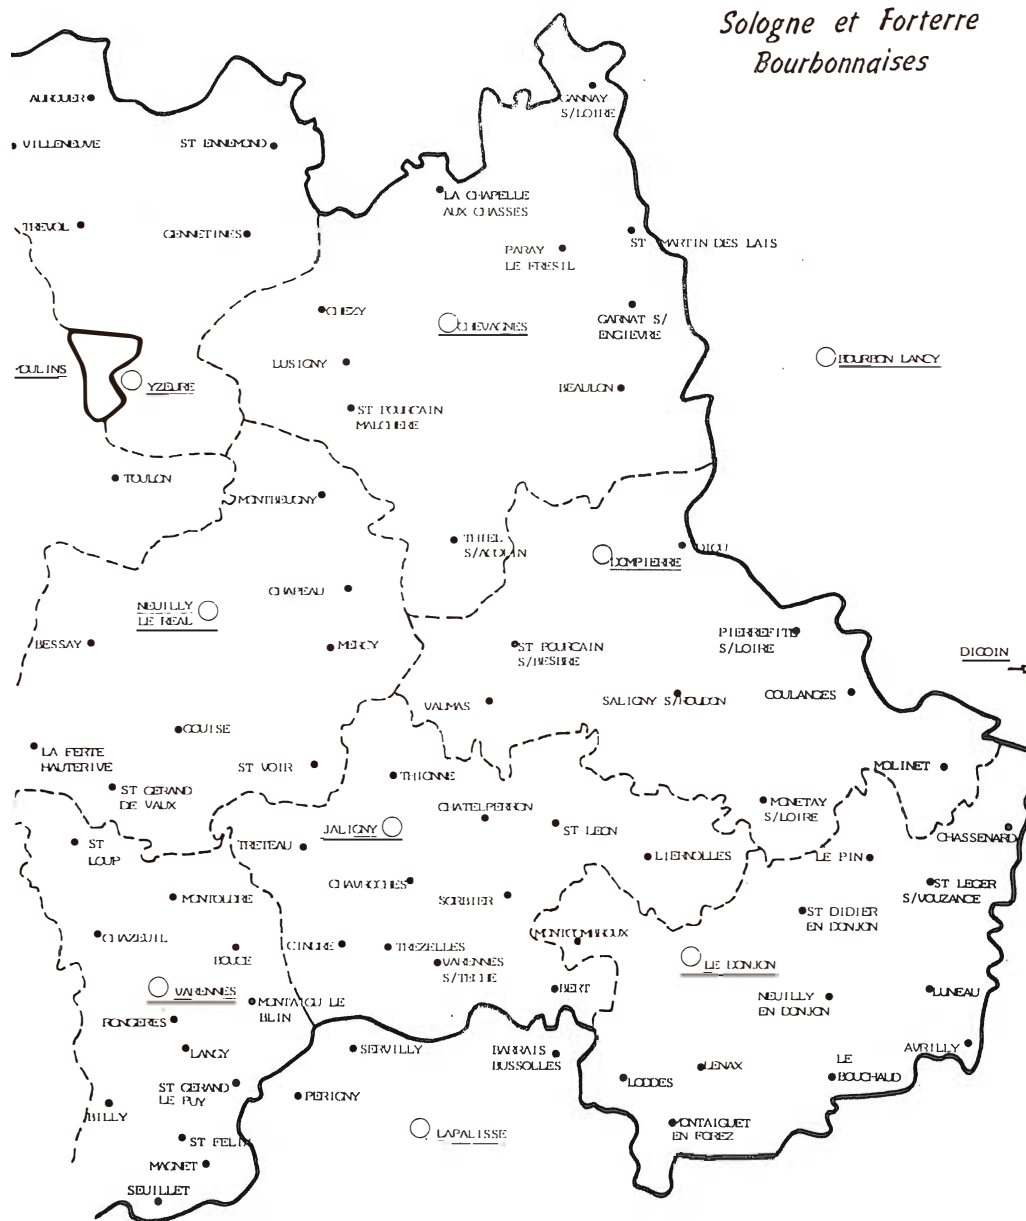 Sologne et Forterre
Bourbonnaises
GANNAY
S/LOIRE
AUROUER
VILLENEUVE
ST ENNEMOND
LA CHAPELLE
AUX CHASSES
TREVOL
GENNETINES
ST MARTIN DES LAIS
PARAY
LE FRESIL
CHEZY
CHEVAGNES
GARNAT S/
ENGIEVRE
LUSIGNY
BOURBON LANCY
MOULINS
YZEURE
BEAULON
ST POURCAIN
MALCHERE
TOULON
MONTBEUGNY
THIEL
S/ACOLIN
DIOU
DOMPIERRE
CHAPEAU
NEUILLY
LE REAL
BESSAY
MERCY
ST POURCAIN
S/BESBRE
PIERREFITE
S/LOIRE
DIGOIN
VAUMAS
SALIGNY S/ROUDON
COULANGES
GOUISE
LA FERTE
HAUTERIVE
ST VOIR
THIONNE
MOLINET
ST GERAND
DE VAUX
CHATELPERRON
MONETAY
S/LOIRE
JALIGNY
ST LEON
CHASSENARD
ST
LOUP
TRETEAU
LIERNOLLES
LE PIN
CHAVROCHES
ST LEGER
S/VOUZANCE
MONTOLDRE
SORBIER
ST DIDIER
EN DONJON
CHAZEUIL
BOUCE
CINDRE
TREZELLES
MONTCOMBROUX
VARENNES
S/TECHE
LE DONJON
VARENNES
BERT
NEUILLY
EN DONJON
LUNEAU
MONTAIGU LE
BLIN
RONGERES
LANGY
SERVILLY
BARRAIS
BUSSOLLES
AVRILLY
LENAX
LE
BOUCHAUD
LODDES
ST GERAND
LE PUY
PERIGNY
BILLY
MONTAIGUET
EN FOREZ
LAPALISSE
ST FELIX
MAGNET
SEUILLET